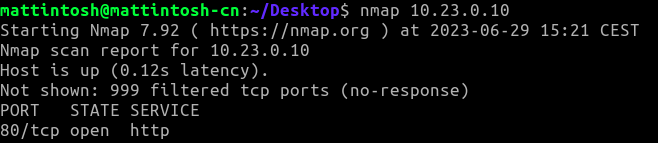 mattintosh@mattintosh-cn:~/Desktop$ nmap 10.23.0.10
Starting Nmap 7.92 ( https://nmap.org ) at 2023-06-29 15:21 CEST
Nmap scan report for 10.23.0.10
Host is up (0.12s latency).
Not shown: 999 filtered tcp ports (no-response)
PORT   STATE SERVICE
80/tcp open  http